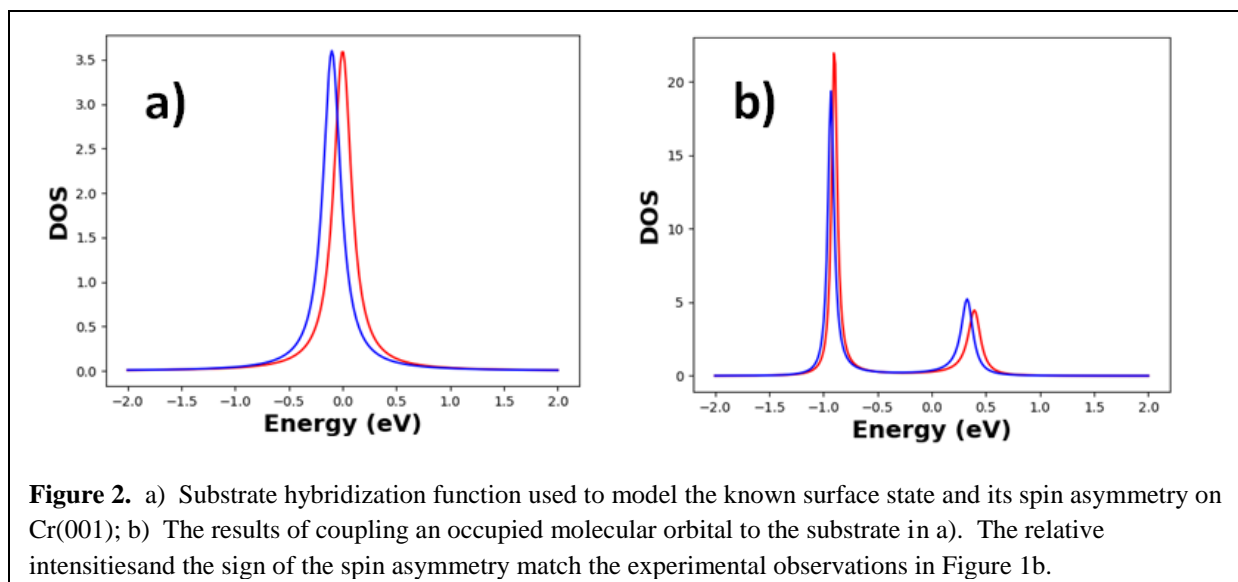 a)
3.5
3.0
2.5
2.0
1.5
1.0
0.5
0.0
DOS
−2.0 −1.5 −1.0 −0.5 0.0 0.5 1.0 1.5 2.0
Energy (eV)
b)
20
15
10
5
0
DOS
−2.0 −1.5 −1.0 −0.5 0.0 0.5 1.0 1.5 2.0
Energy (eV)
Figure 2. a) Substrate hybridization function used to model the known surface state and its spin asymmetry on
Cr(001); b) The results of coupling an occupied molecular orbital to the substrate in a). The relative
intensitiesand the sign of the spin asymmetry match the experimental observations in Figure 1b.